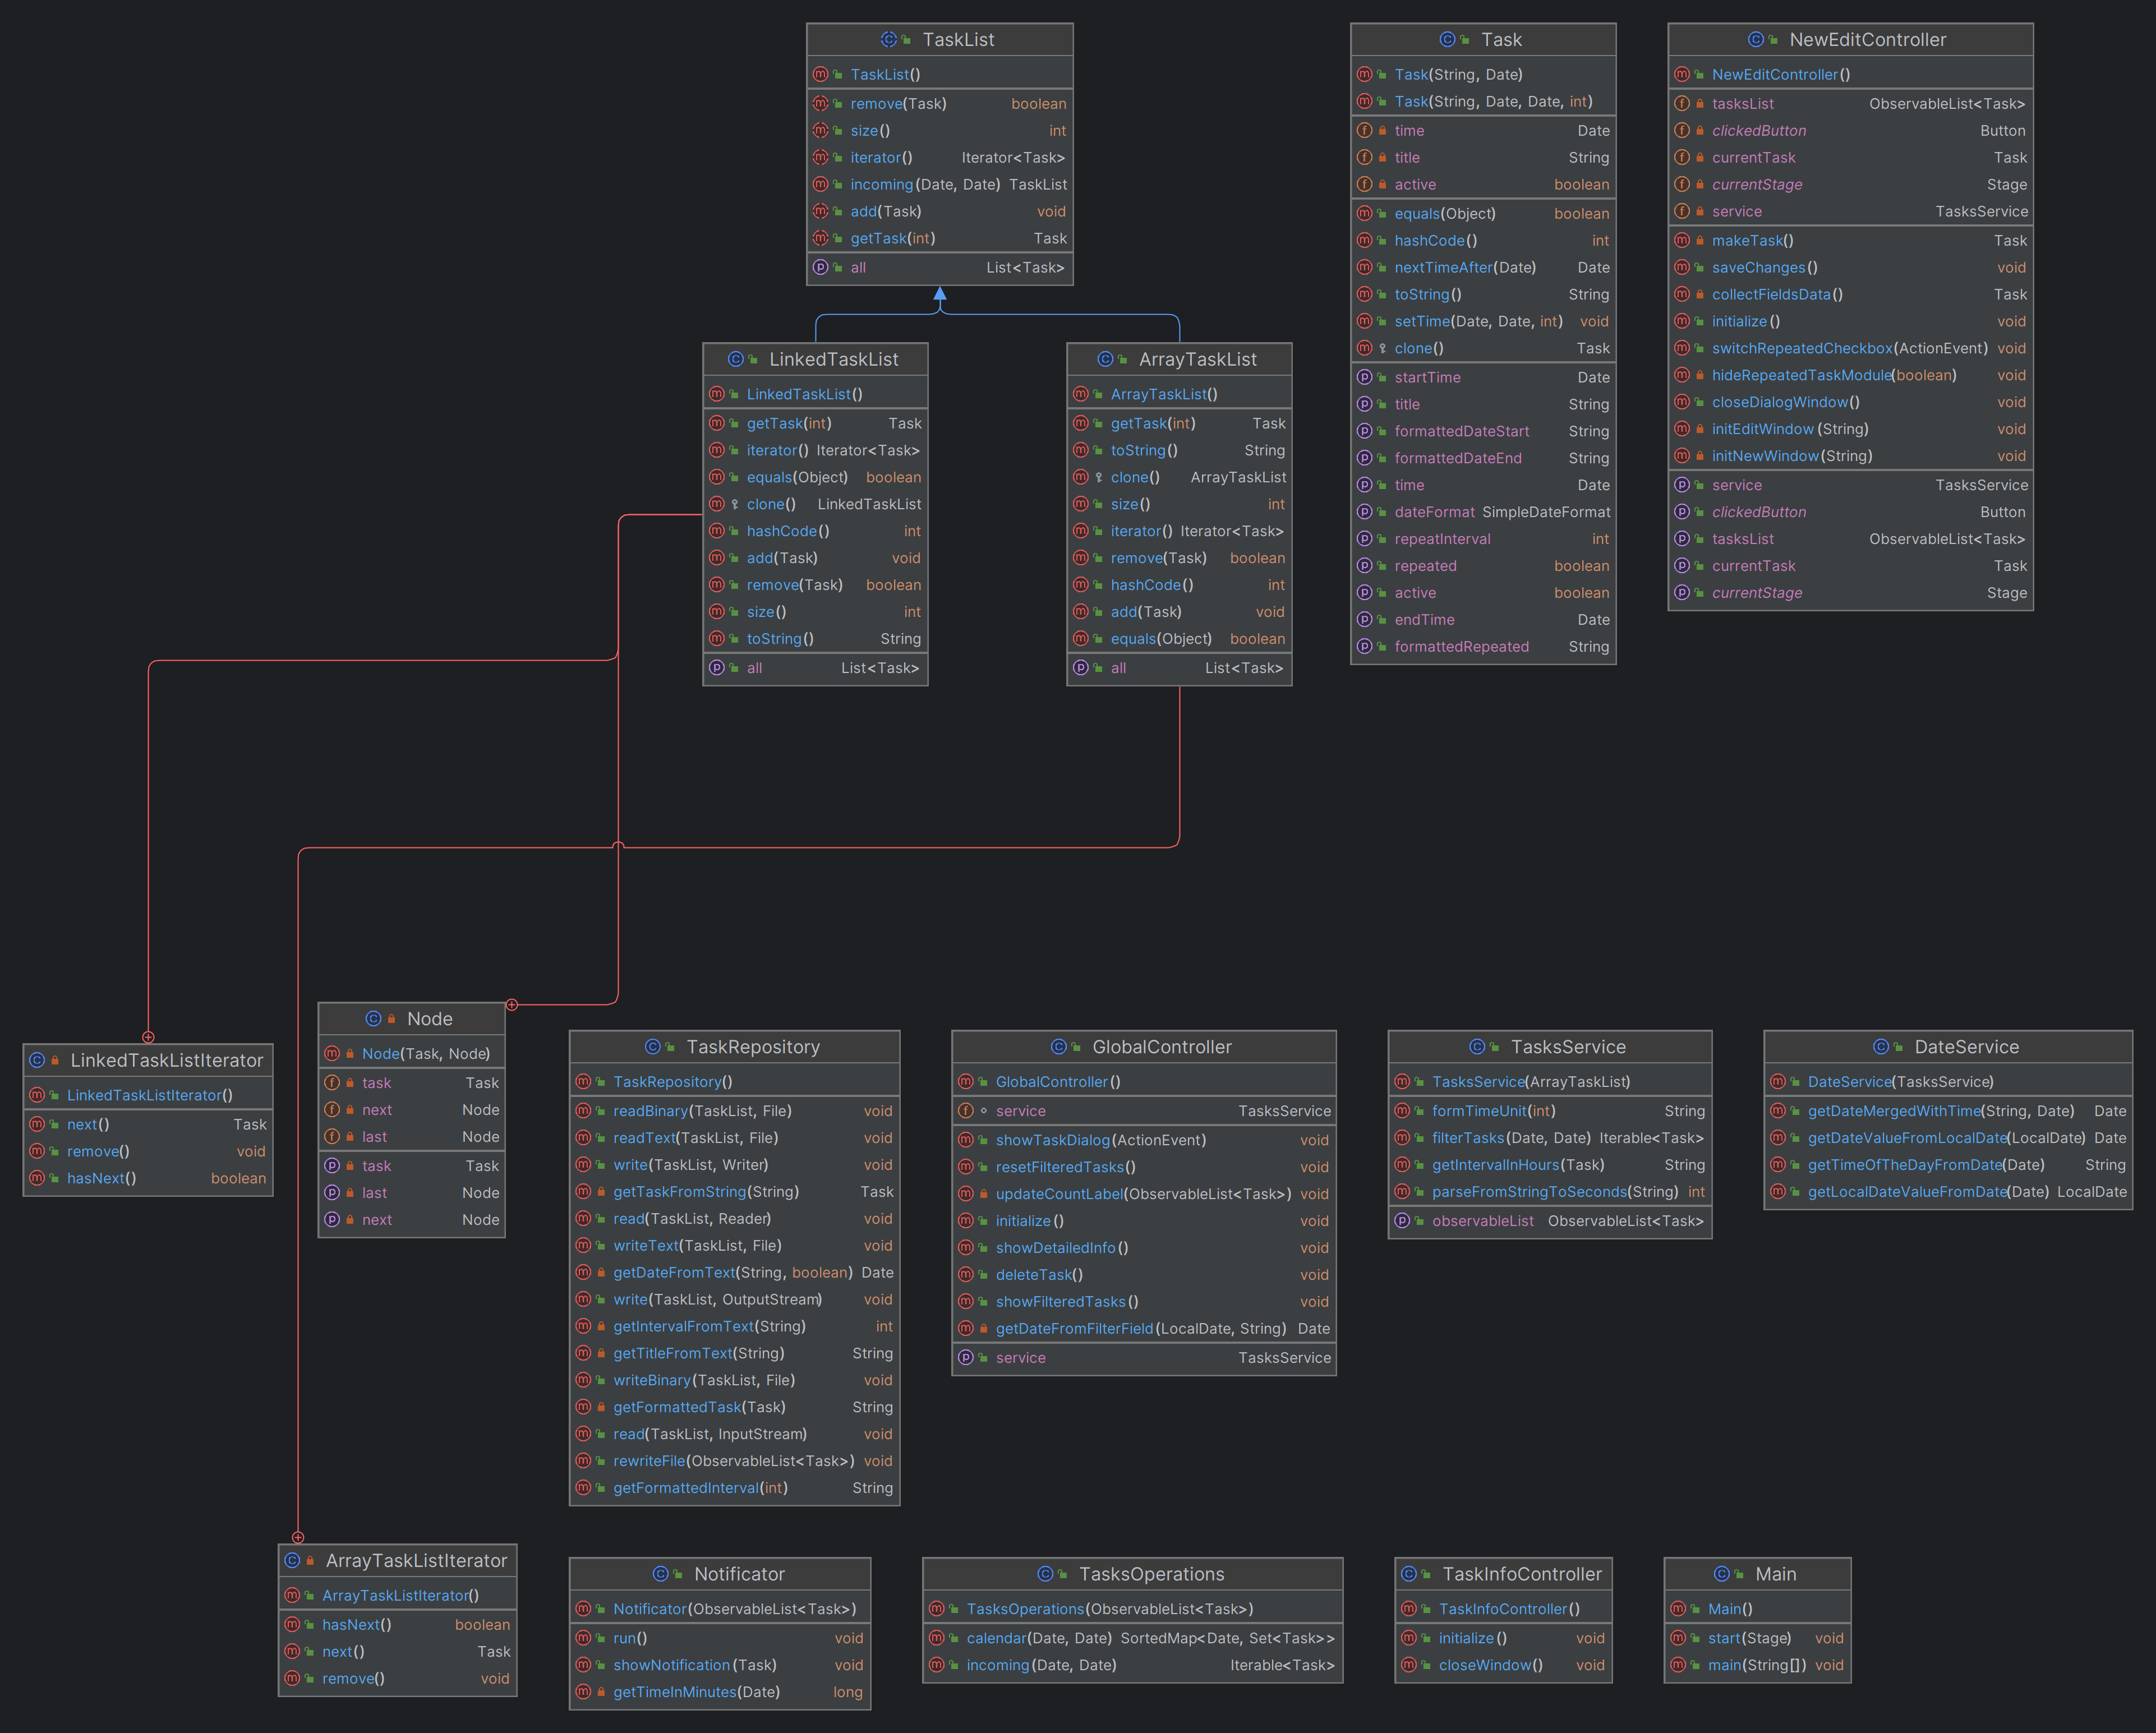 TaskList
TaskList()
remove(Task) boolean
size() int
iterator() Iterator<Task>
incoming(Date, Date) TaskList
add(Task) void
getTask(int) Task
all List<Task>
Task
Task(String, Date)
Task(String, Date, Date, int)
time Date
title String
active boolean
equals(Object) boolean
hashCode() int
nextTimeAfter(Date) Date
toString() String
setTime(Date, Date, int) void
clone() Task
startTime Date
title String
formattedDateStart String
formattedDateEnd String
time Date
dateFormat SimpleDateFormat
repeatInterval int
repeated boolean
active boolean
endTime Date
formattedRepeated String
NewEditController
NewEditController()
tasksList ObservableList<Task>
clickedButton Button
currentTask Task
currentStage Stage
service TasksService
makeTask() Task
saveChanges() void
collectFieldsData() Task
initialize() void
switchRepeatedCheckbox(ActionEvent) void
hideRepeatedTaskModule(boolean) void
closeDialogWindow() void
initEditWindow(String) void
initNewWindow(String) void
service TasksService
clickedButton Button
tasksList ObservableList<Task>
currentTask Task
currentStage Stage
LinkedTaskList
LinkedTaskList()
getTask(int) Task
iterator() Iterator<Task>
equals(Object) boolean
clone() LinkedTaskList
hashCode() int
add(Task) void
remove(Task) boolean
size() int
toString() String
all List<Task>
ArrayTaskList
ArrayTaskList()
getTask(int) Task
toString() String
clone() ArrayTaskList
size() int
iterator() Iterator<Task>
remove(Task) boolean
hashCode() int
add(Task) void
equals(Object) boolean
all List<Task>
LinkedTaskListIterator
LinkedTaskListIterator()
next() Task
remove() void
hasNext() boolean
Node
Node(Task, Node)
task Task
next Node
last Node
task Task
last Node
next Node
TaskRepository
TaskRepository()
readBinary(TaskList, File) void
readText(TaskList, File) void
write(TaskList, Writer) void
getTaskFromString(String) Task
read(TaskList, Reader) void
writeText(TaskList, File) void
getDateFromText(String, boolean) Date
write(TaskList, OutputStream) void
getIntervalFromText(String) int
getTitleFromText(String) String
writeBinary(TaskList, File) void
getFormattedTask(Task) String
read(TaskList, InputStream) void
rewriteFile(ObservableList<Task>) void
getFormattedInterval(int) String
GlobalController
GlobalController()
service TasksService
showTaskDialog(ActionEvent) void
resetFilteredTasks() void
updateCountLabel(ObservableList<Task>) void
initialize() void
showDetailedInfo() void
deleteTask() void
showFilteredTasks() void
getDateFromFilterField(LocalDate, String) Date
service TasksService
TasksService
TasksService(ArrayTaskList)
formTimeUnit(int) String
filterTasks(Date, Date) Iterable<Task>
getIntervalInHours(Task) String
parseFromStringToSeconds(String) int
observableList ObservableList<Task>
DateService
DateService(TasksService)
getDateMergedWithTime(String, Date) Date
getDateValueFromLocalDate(LocalDate) Date
getTimeOfTheDayFromDate(Date) String
getLocalDateValueFromDate(Date) LocalDate
ArrayTaskListIterator
ArrayTaskListIterator()
hasNext() boolean
next() Task
remove() void
Notificator
Notificator(ObservableList<Task>)
run() void
showNotification(Task) void
getTimeInMinutes(Date) long
TasksOperations
TasksOperations(ObservableList<Task>)
calendar(Date, Date) SortedMap<Date, Set<Task>>
incoming(Date, Date) Iterable<Task>
TaskInfoController
TaskInfoController()
initialize() void
closeWindow() void
Main
Main()
start(Stage) void
main(String[]) void